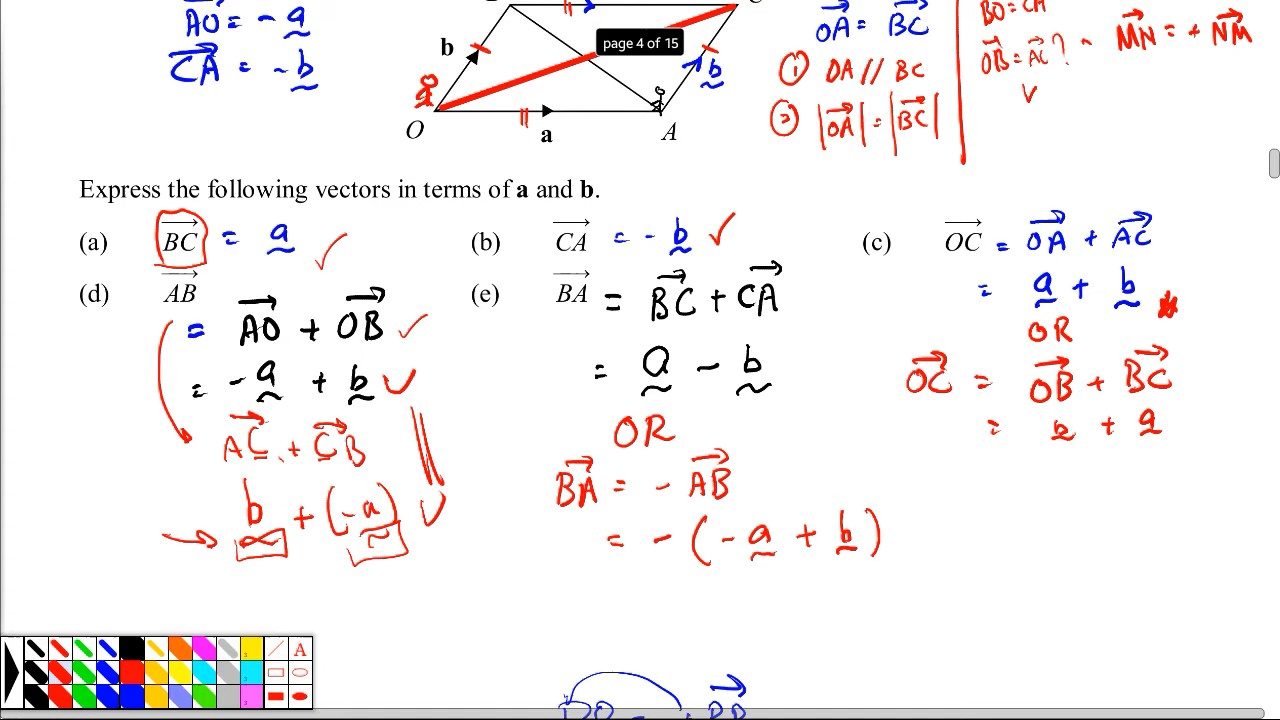 AO = - a
CA = - b
b
page 4 of 15
b
O
a
A
OA = BC
① OA // BC
② |OA| = |BC|
BO = CA
OB = AC ?
MN = + NM
Express the following vectors in terms of a and b.
(a) BC = a
(b) CA = - b
(c) OC = OA + AC
= a + b
OR
OC = OB + BC
= b + a
(d) AB
= AO + OB
= - a + b
AC + CB
b + (- a)
(e) BA = BC + CA
= a - b
OR
BA = - AB
= - (- a + b)
A